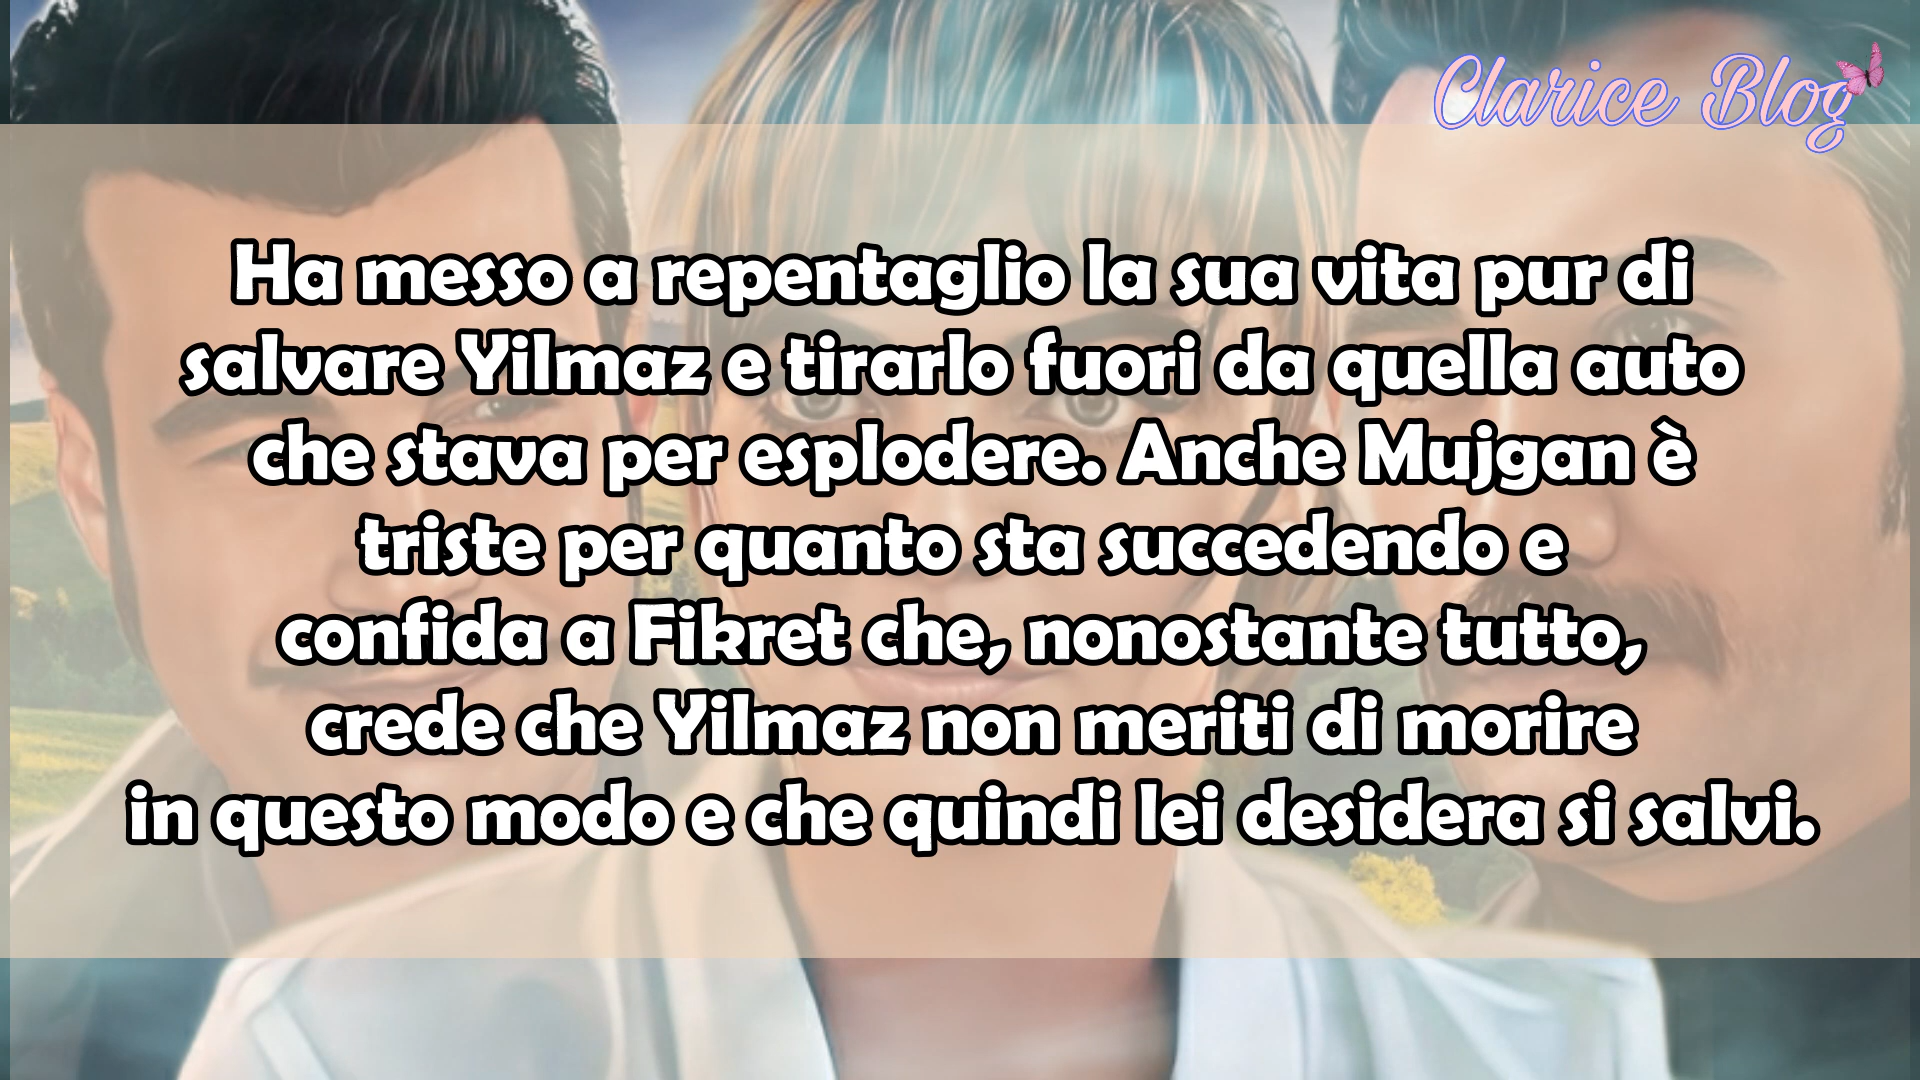 Clarice Blog
Ha messo a repentaglio la sua vita pur di
salvare Yilmaz e tirarlo fuori da quella auto
che stava per esplodere. Anche Mujgan è
triste per quanto sta succedendo e
confida a Fikret che, nonostante tutto,
crede che Yilmaz non meriti di morire
in questo modo e che quindi lei desidera si salvi.